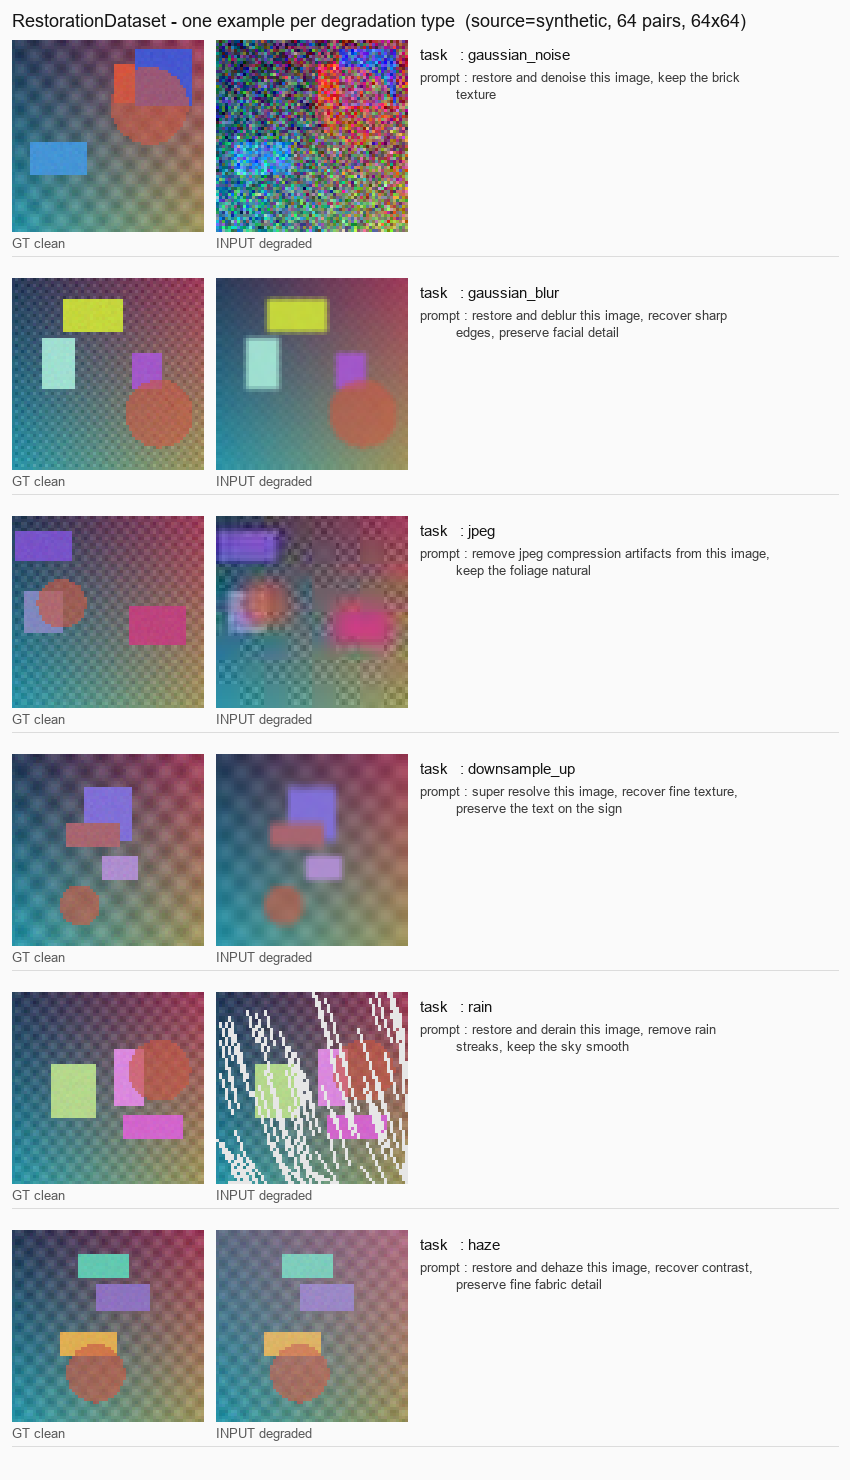 RestorationDataset - one example per degradation type  (source=synthetic, 64 pairs, 64x64)
task   : gaussian_noise
prompt : restore and denoise this image, keep the brick
texture
GT clean
INPUT degraded
task   : gaussian_blur
prompt : restore and deblur this image, recover sharp
edges, preserve facial detail
GT clean
INPUT degraded
task   : jpeg
prompt : remove jpeg compression artifacts from this image,
keep the foliage natural
GT clean
INPUT degraded
task   : downsample_up
prompt : super resolve this image, recover fine texture,
preserve the text on the sign
GT clean
INPUT degraded
task   : rain
prompt : restore and derain this image, remove rain
streaks, keep the sky smooth
GT clean
INPUT degraded
task   : haze
prompt : restore and dehaze this image, recover contrast,
preserve fine fabric detail
GT clean
INPUT degraded